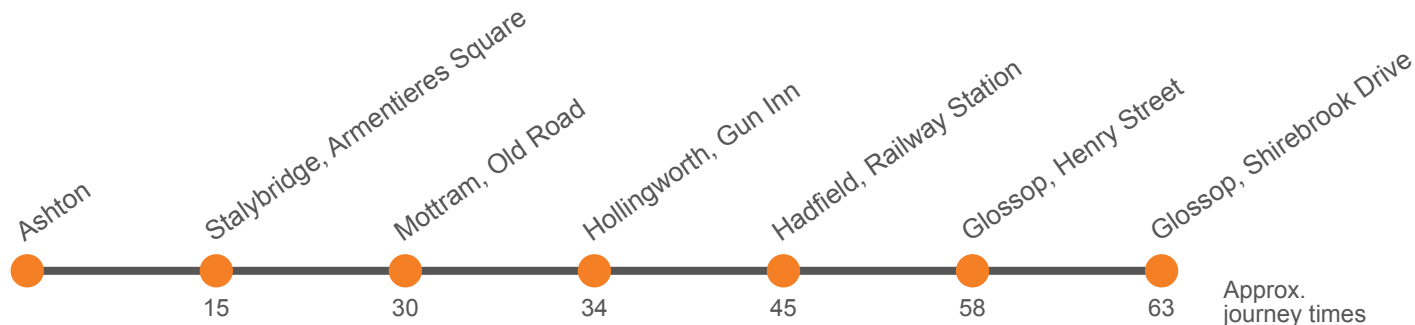 Ashton
Stalybridge, Armentieres Square
Mottram, Old Road
Hollingworth, Gun Inn
Hadfield, Railway Station
Glossop, Henry Street
Glossop, Shirebrook Drive
15
30
34
45
58
63
Approx.
journey times